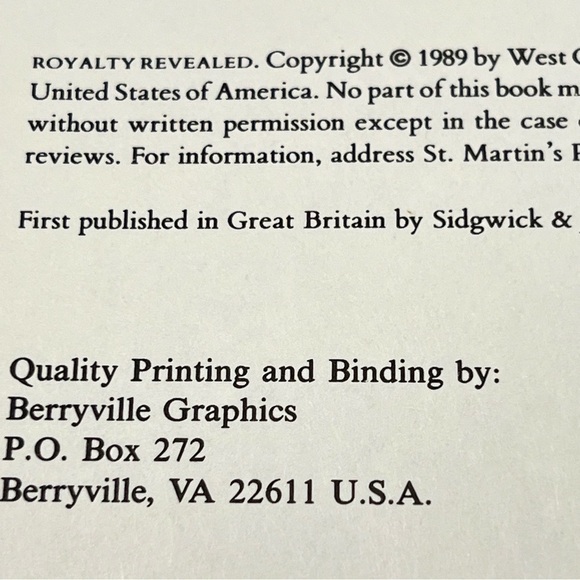 ROYALTY REVEALED. Copyright © 1989 by West
United States of America. No part of this book
without written permission except in the case
reviews. For information, address St. Martin's
First published in Great Britain by Sidgwick &
Quality Printing and Binding by:
Berryville Graphics
P.O. Box 272
Berryville, VA 22611 U.S.A.